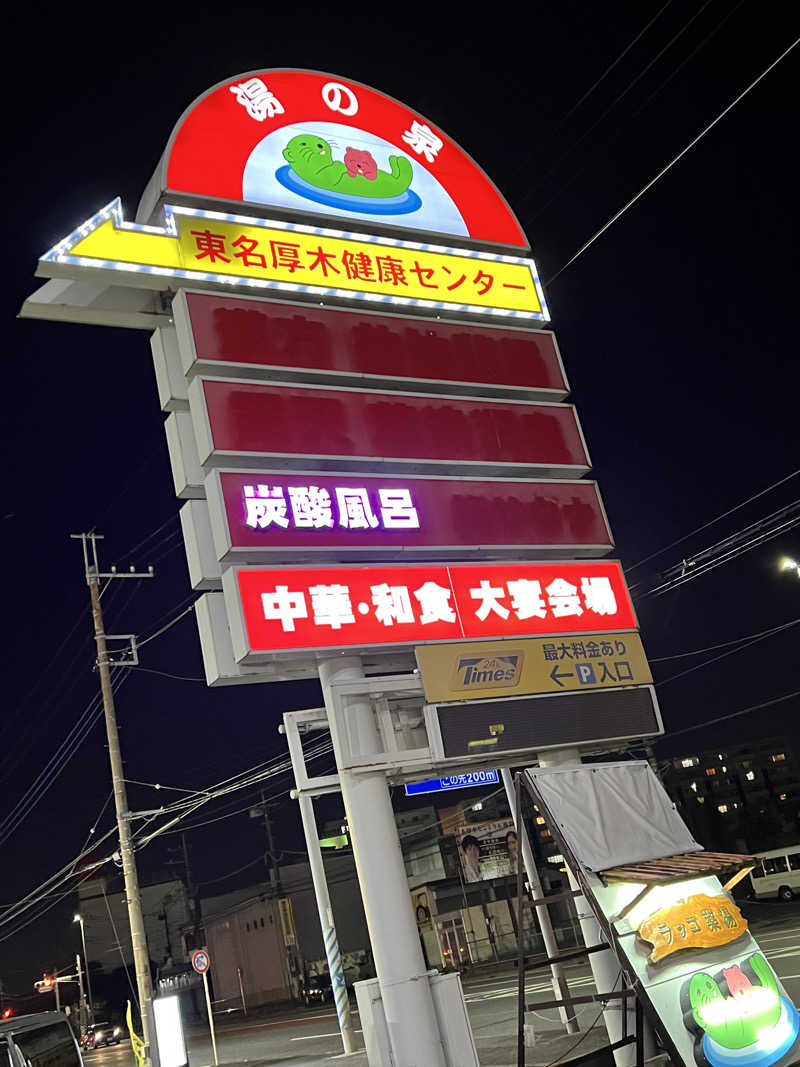 湯の泉
東名厚木健康センター
炭酸風呂
中華・和食 大宴会場
24h Times 最大料金あり
← P 入口
この先200m
ラッコ薬湯